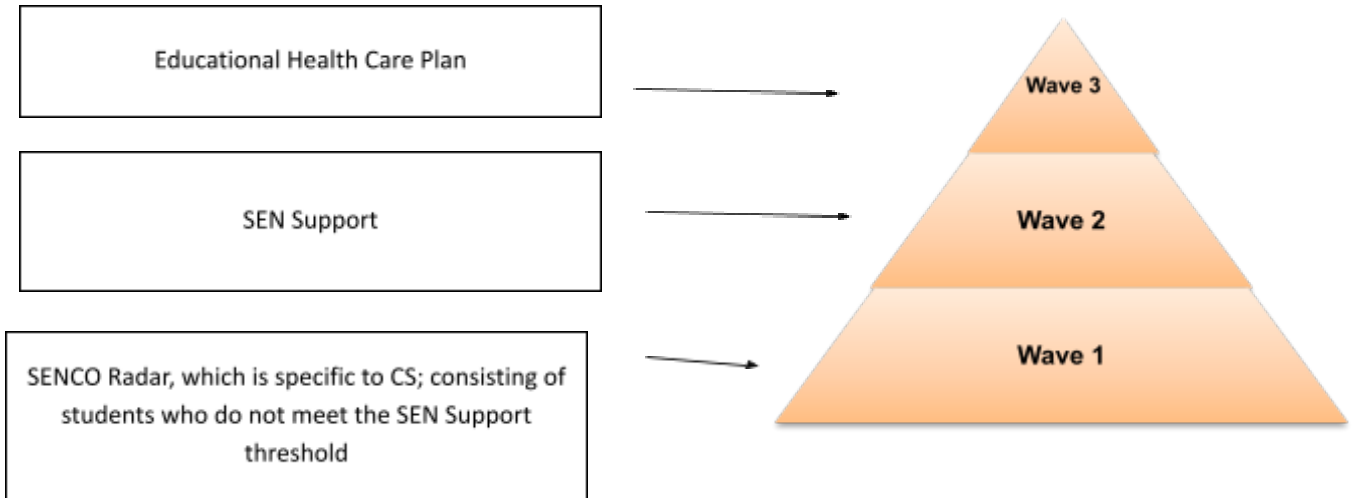 Educational Health Care Plan
Wave 3
SEN Support
Wave 2
SENCO Radar, which is specific to CS; consisting of
students who do not meet the SEN Support
threshold
Wave 1